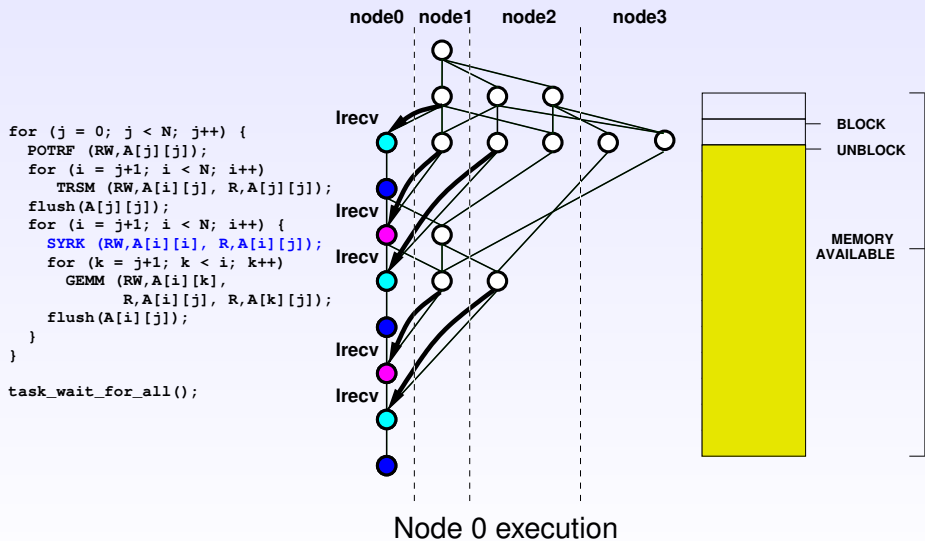 node0 node1 node2 node3
Irecv
Irecv
Irecv
Irecv
Irecv
for (j = 0; j < N; j++) {
POTRF (RW,A[j][j]);
for (i = j+1; i < N; i++)
TRSM (RW,A[i][j], R,A[j][j]);
flush(A[j][j]);
for (i = j+1; i < N; i++) {
SYRK (RW,A[i][i], R,A[i][j]);
for (k = j+1; k < i; k++)
GEMM (RW,A[i][k],
R,A[i][j], R,A[k][j]);
flush(A[i][j]);
}
}
task_wait_for_all();
BLOCK
UNBLOCK
MEMORY
AVAILABLE
Node 0 execution